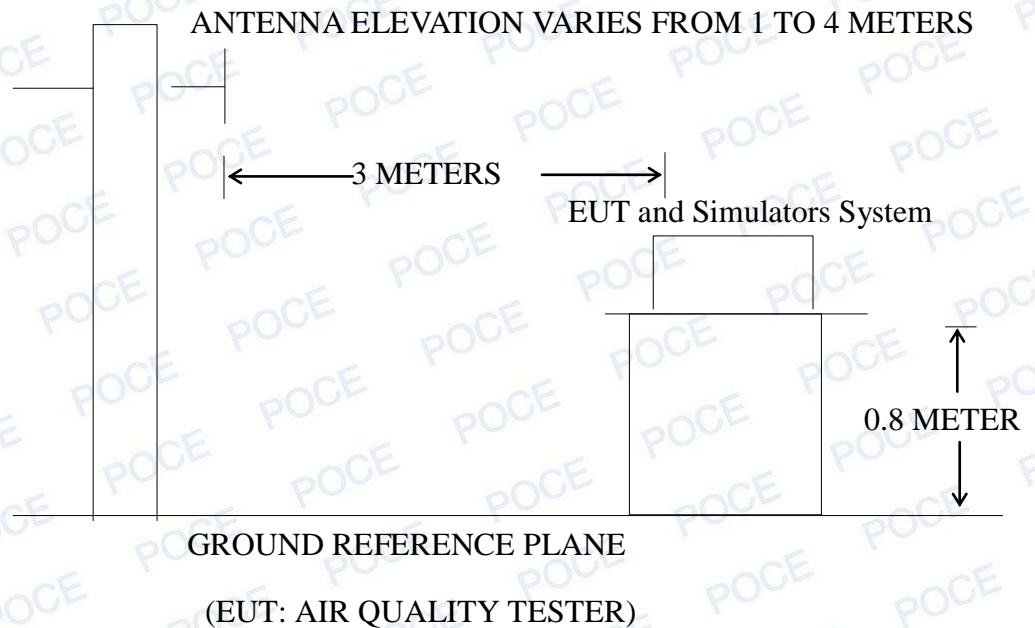 ANTENNA ELEVATION VARIES FROM 1 TO 4 METERS
3 METERS
EUT and Simulators System
0.8 METER
GROUND REFERENCE PLANE
(EUT: AIR QUALITY TESTER)
POCE